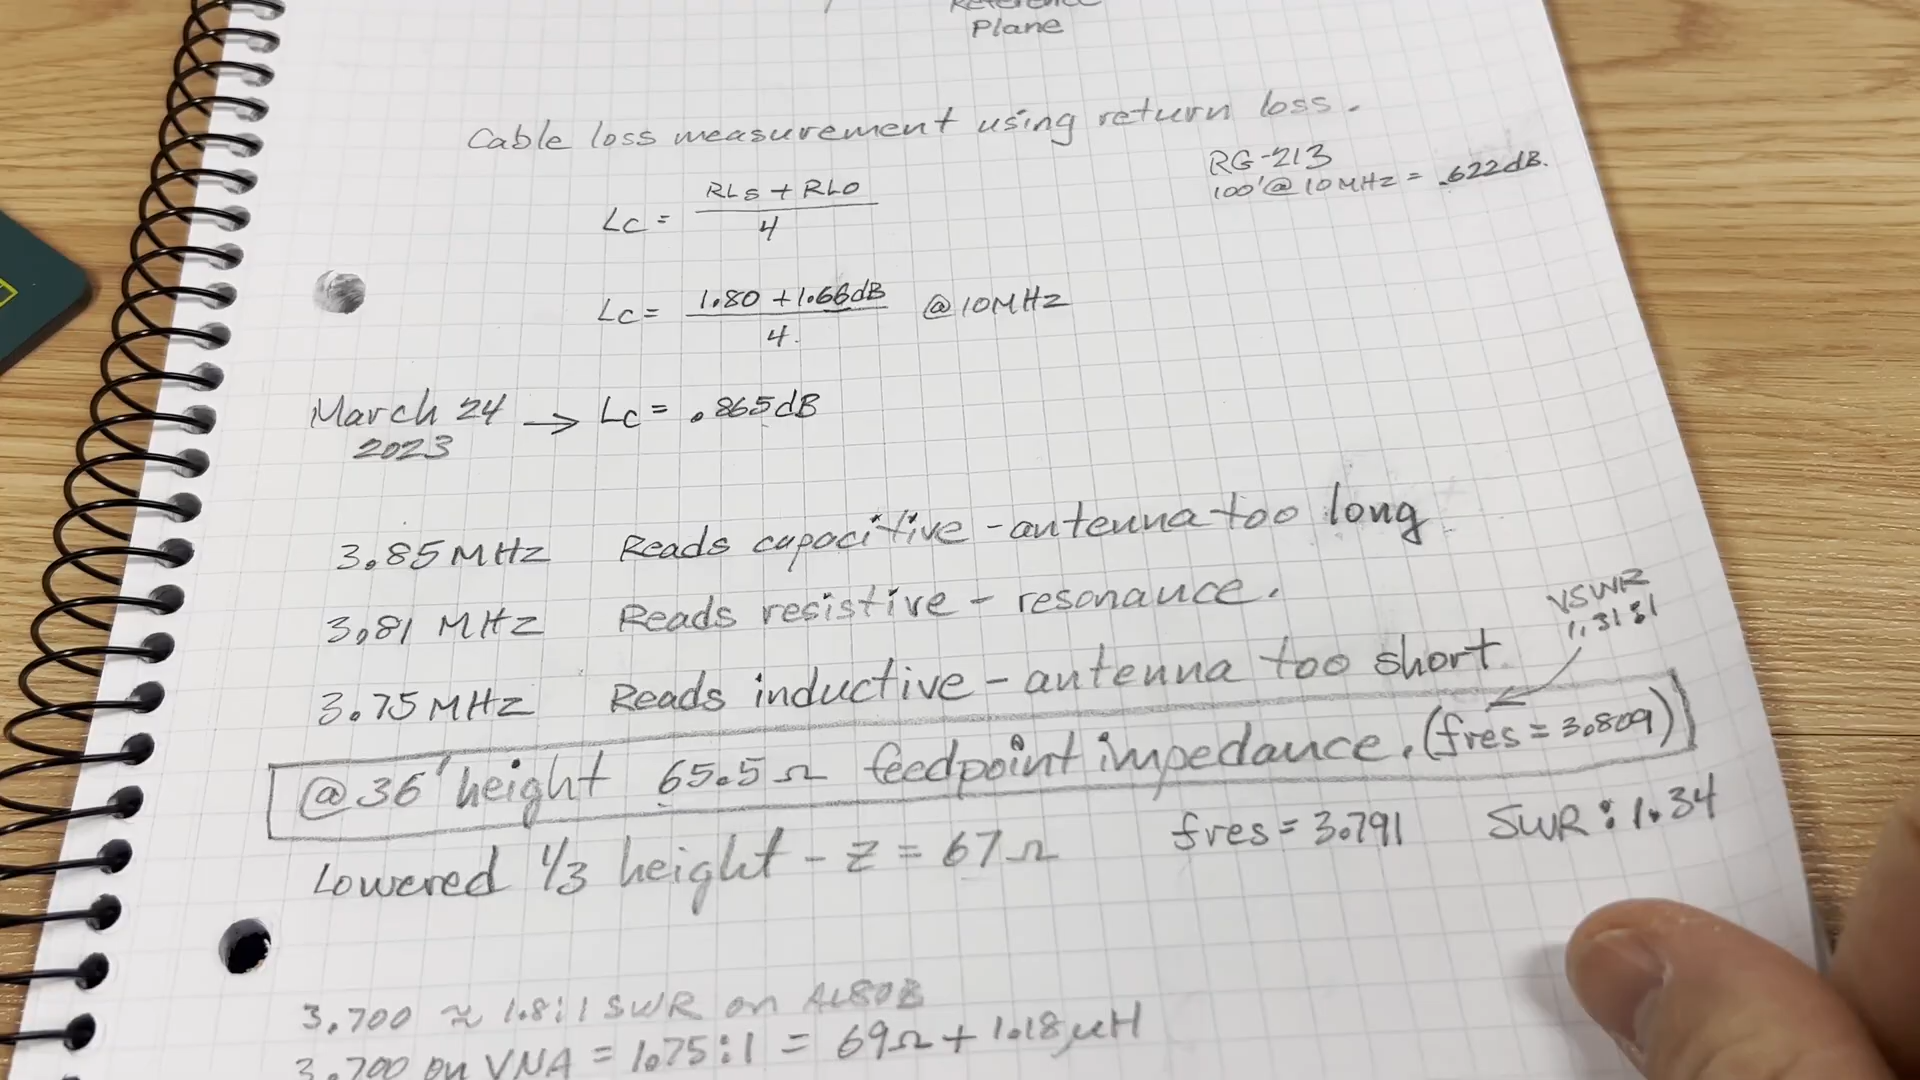 Reference
Plane
Cable loss measurement using return loss.
RG-213
100'@ 10MHz = .622dB.
Lc = RLs + RLO / 4
Lc = 1.80 + 1.66dB / 4. @ 10MHz
March 24 → Lc = .865dB
2023
3.85 MHz Reads capacitive - antenna too long
3.81 MHz Reads resistive - resonance.
VSWR
1.31:1
3.75 MHz Reads inductive - antenna too short
@ 36' height 65.5Ω feedpoint impedance. (fres = 3.809)
Lowered 1/3 height - Z = 67Ω fres = 3.791 SWR: 1.34
3.700 ≈ 1.8:1 SWR on AL80B
3.700 on VNA = 1.75:1 = 69Ω + 1.18µH